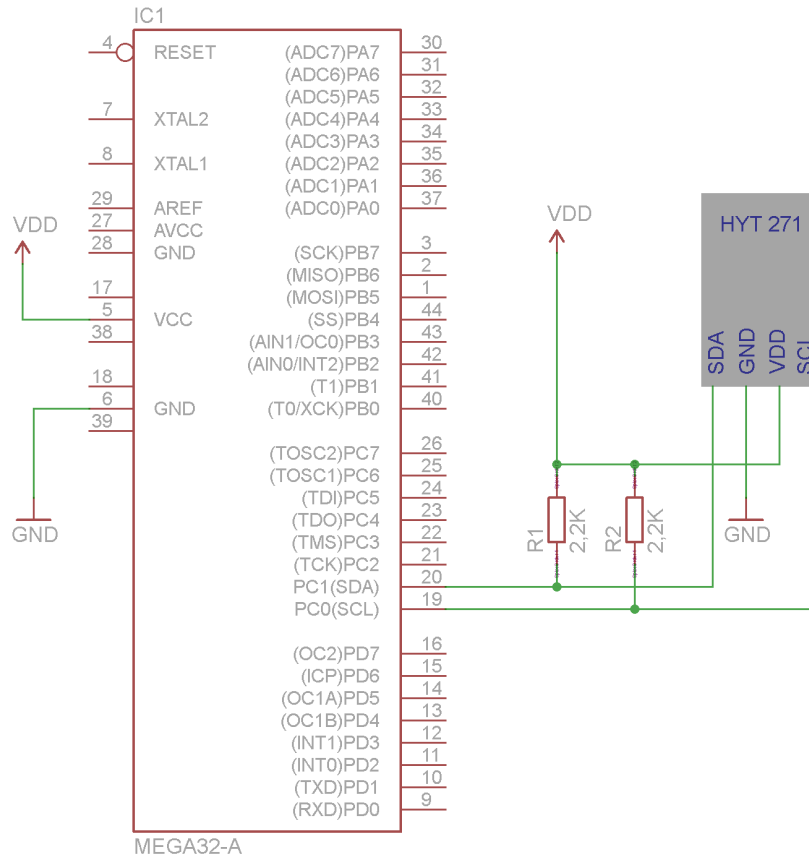 IC1
4 RESET (ADC7)PA7 30
(ADC6)PA6 31
(ADC5)PA5 32
7 XTAL2 (ADC4)PA4 33
(ADC3)PA3 34
8 XTAL1 (ADC2)PA2 35
(ADC1)PA1 36
29 AREF (ADC0)PA0 37
27 AVCC
28 GND (SCK)PB7 3
(MISO)PB6 2
17 (MOSI)PB5 1
5 VCC (SS)PB4 44
38 (AIN1/OC0)PB3 43
(AIN0/INT2)PB2 42
18 (T1)PB1 41
6 GND (T0/XCK)PB0 40
39
(TOSC2)PC7 26
(TOSC1)PC6 25
(TDI)PC5 24
(TDO)PC4 23
(TMS)PC3 22
(TCK)PC2 21
PC1(SDA) 20
PC0(SCL) 19
(OC2)PD7 16
(ICP)PD6 15
(OC1A)PD5 14
(OC1B)PD4 13
(INT1)PD3 12
(INT0)PD2 11
(TXD)PD1 10
(RXD)PD0 9
MEGA32-A
VDD
GND
VDD
R1
2,2K
R2
2,2K
HYT 271
SDA
GND
VDD
SCL
GND